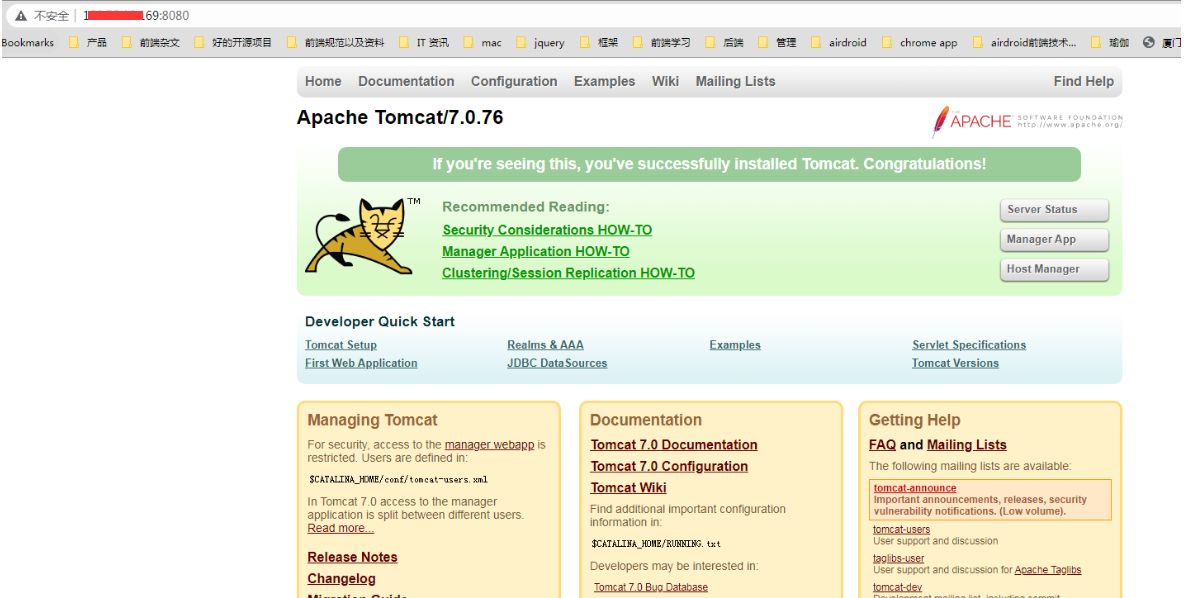 不安全 1 169:8080
Bookmarks 产品 前端杂文 好的开源项目 前端规范以及资料 IT 资讯 mac jquery 框架 前端学习 后端 管理 airdroid chrome app airdroid前端技术... 瑜伽 厦门
Home Documentation Configuration Examples Wiki Mailing Lists Find Help
Apache Tomcat/7.0.76
THE APACHE SOFTWARE FOUNDATION
http://www.apache.org/
If you're seeing this, you've successfully installed Tomcat. Congratulations!
TM
Recommended Reading:
Security Considerations HOW-TO
Manager Application HOW-TO
Clustering/Session Replication HOW-TO
Server Status
Manager App
Host Manager
Developer Quick Start
Tomcat Setup
First Web Application
Realms & AAA
JDBC DataSources
Examples
Servlet Specifications
Tomcat Versions
Managing Tomcat
For security, access to the manager webapp is
restricted. Users are defined in:
$CATALINA_HOME/conf/tomcat-users.xml
In Tomcat 7.0 access to the manager
application is split between different users.
Read more...
Release Notes
Changelog
Migration Guide
Documentation
Tomcat 7.0 Documentation
Tomcat 7.0 Configuration
Tomcat Wiki
Find additional important configuration
information in:
$CATALINA_HOME/RUNNING.txt
Developers may be interested in:
Tomcat 7.0 Bug Database
Getting Help
FAQ and Mailing Lists
The following mailing lists are available:
tomcat-announce
Important announcements, releases, security
vulnerability notifications. (Low volume).
tomcat-users
User support and discussion
taglibs-user
User support and discussion for Apache Taglibs
tomcat-dev
Development mailing list, including commit